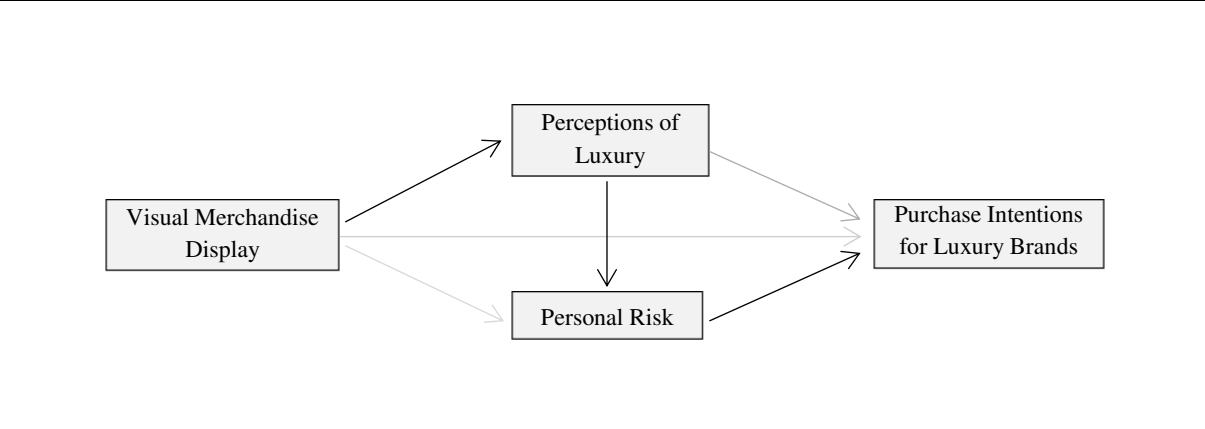 Perceptions of
Luxury
Visual Merchandise
Display
Purchase Intentions
for Luxury Brands
Personal Risk